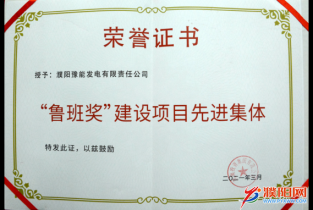 荣誉证书
授予：濮阳豫能发电有限责任公司
“鲁班奖”建设项目先进集体
特发此证，以兹鼓励
二〇二一年三月
濮阳网